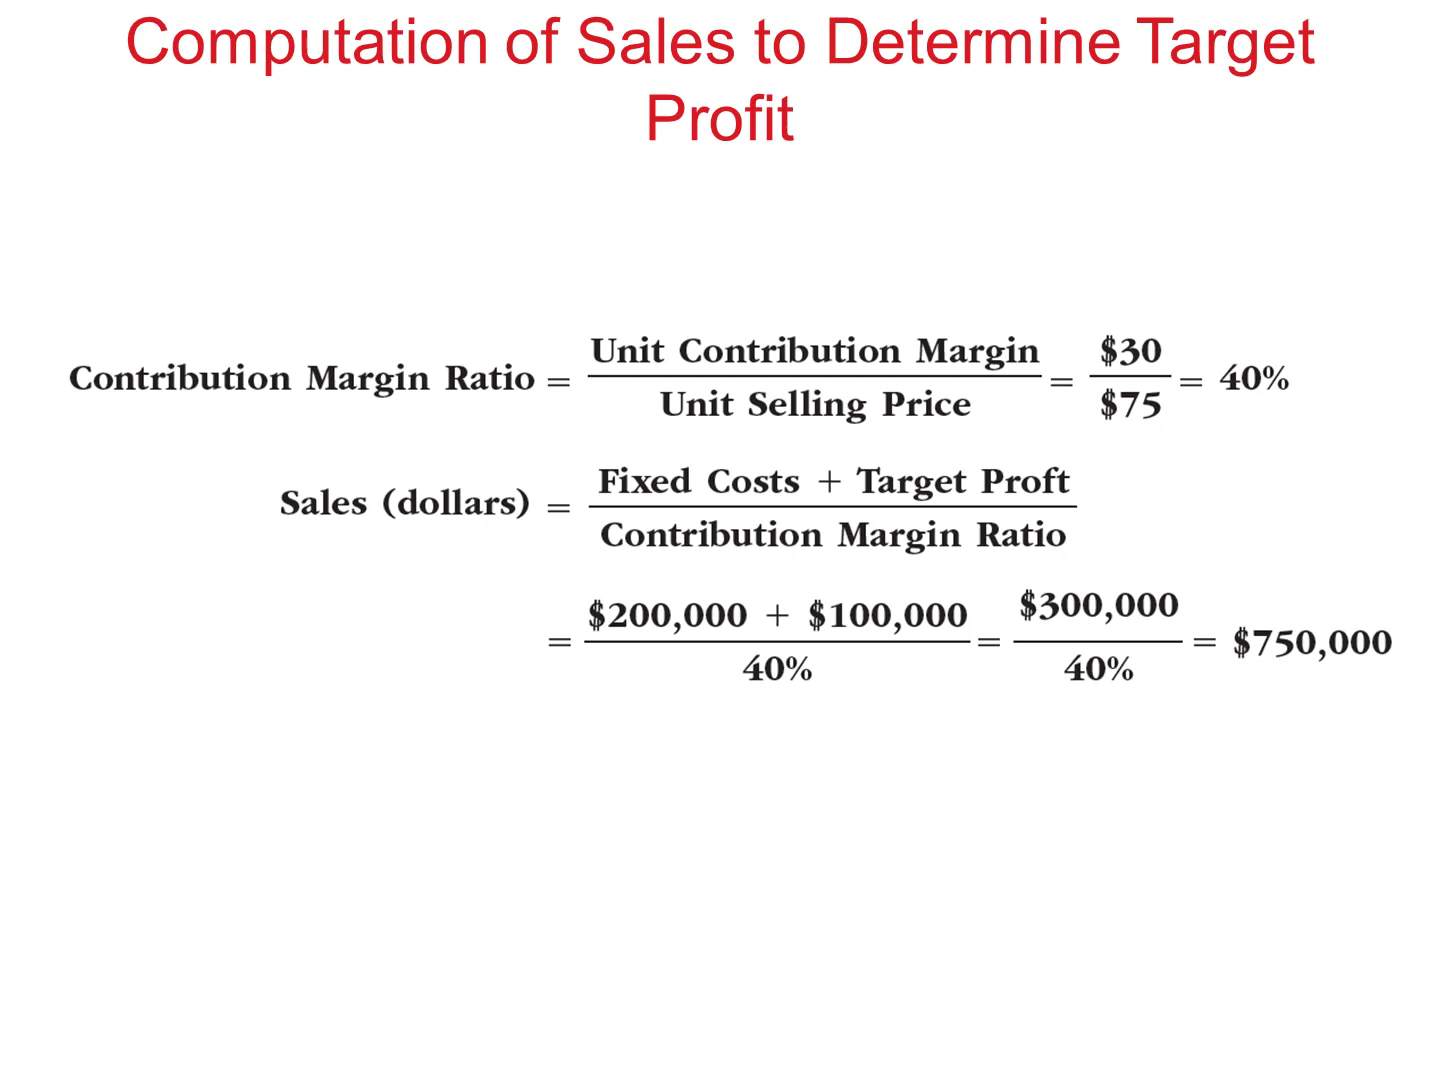 Computation of Sales to Determine Target
Profit
Contribution Margin Ratio = Unit Contribution Margin / Unit Selling Price = $30 / $75 = 40%
Sales (dollars) = Fixed Costs + Target Proft / Contribution Margin Ratio
= $200,000 + $100,000 / 40% = $300,000 / 40% = $750,000